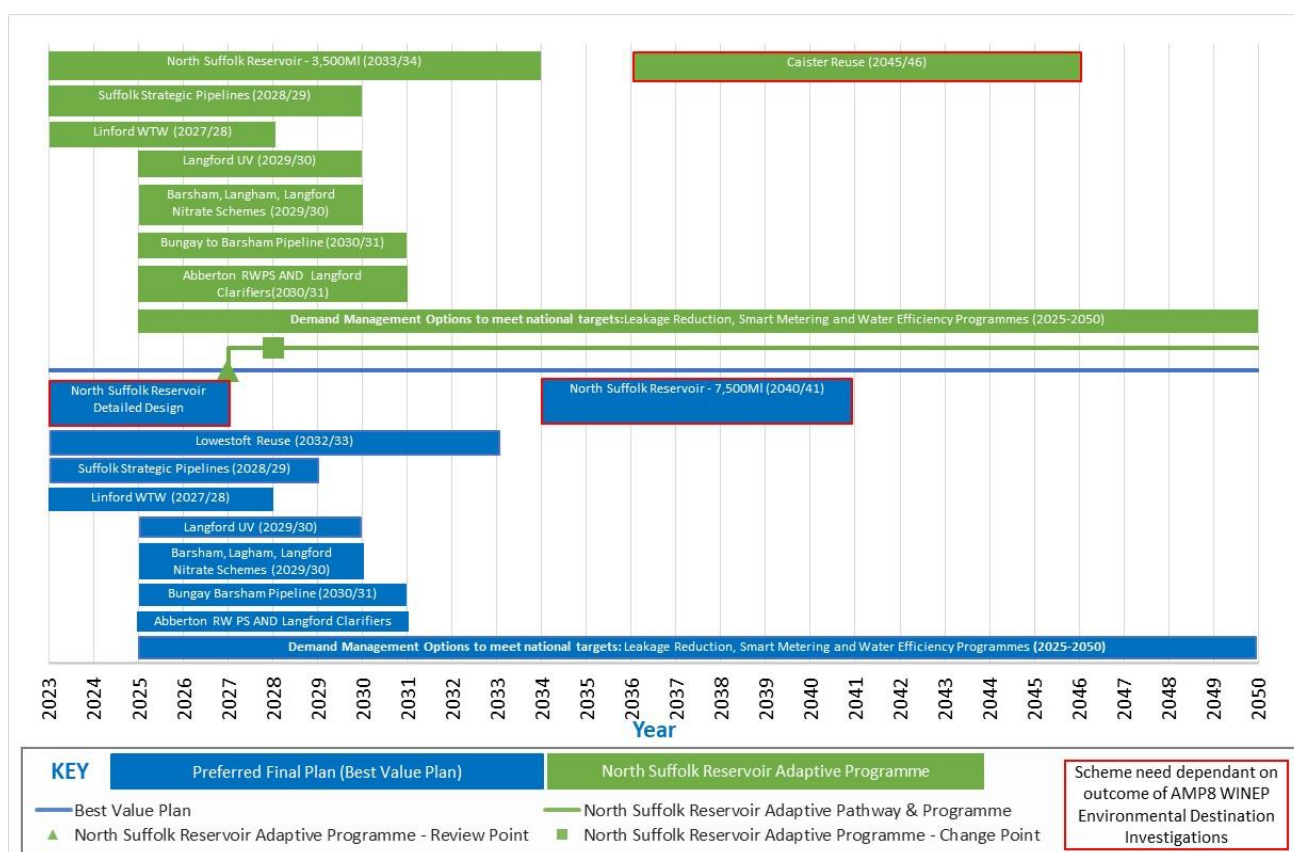 North Suffolk Reservoir - 3,500Ml (2033/34)
Caister Reuse (2045/46)
Suffolk Strategic Pipelines (2028/29)
Linford WTW (2027/28)
Langford UV (2029/30)
Barsham, Langham, Langford
Nitrate Schemes (2029/30)
Bungay to Barsham Pipeline (2030/31)
Abberton RWPS AND Langford
Clarifiers(2030/31)
Demand Management Options to meet national targets:Leakage Reduction, Smart Metering and Water Efficiency Programmes (2025-2050)
North Suffolk Reservoir
Detailed Design
North Suffolk Reservoir - 7,500Ml (2040/41)
Lowestoft Reuse (2032/33)
Suffolk Strategic Pipelines (2028/29)
Linford WTW (2027/28)
Langford UV (2029/30)
Barsham, Lagham, Langford
Nitrate Schemes (2029/30)
Bungay Barsham Pipeline (2030/31)
Abberton RW PS AND Langford Clarifiers
Demand Management Options to meet national targets: Leakage Reduction, Smart Metering and Water Efficiency Programmes (2025-2050)
2023 2024 2025 2026 2027 2028 2029 2030 2031 2032 2033 2034 2035 2036 2037 2038 2039 2040 2041 2042 2043 2044 2045 2046 2047 2048 2049 2050
Year
KEY
Preferred Final Plan (Best Value Plan)
North Suffolk Reservoir Adaptive Programme
Best Value Plan
North Suffolk Reservoir Adaptive Pathway & Programme
North Suffolk Reservoir Adaptive Programme - Review Point
North Suffolk Reservoir Adaptive Programme - Change Point
Scheme need dependant on
outcome of AMP8 WINEP
Environmental Destination
Investigations